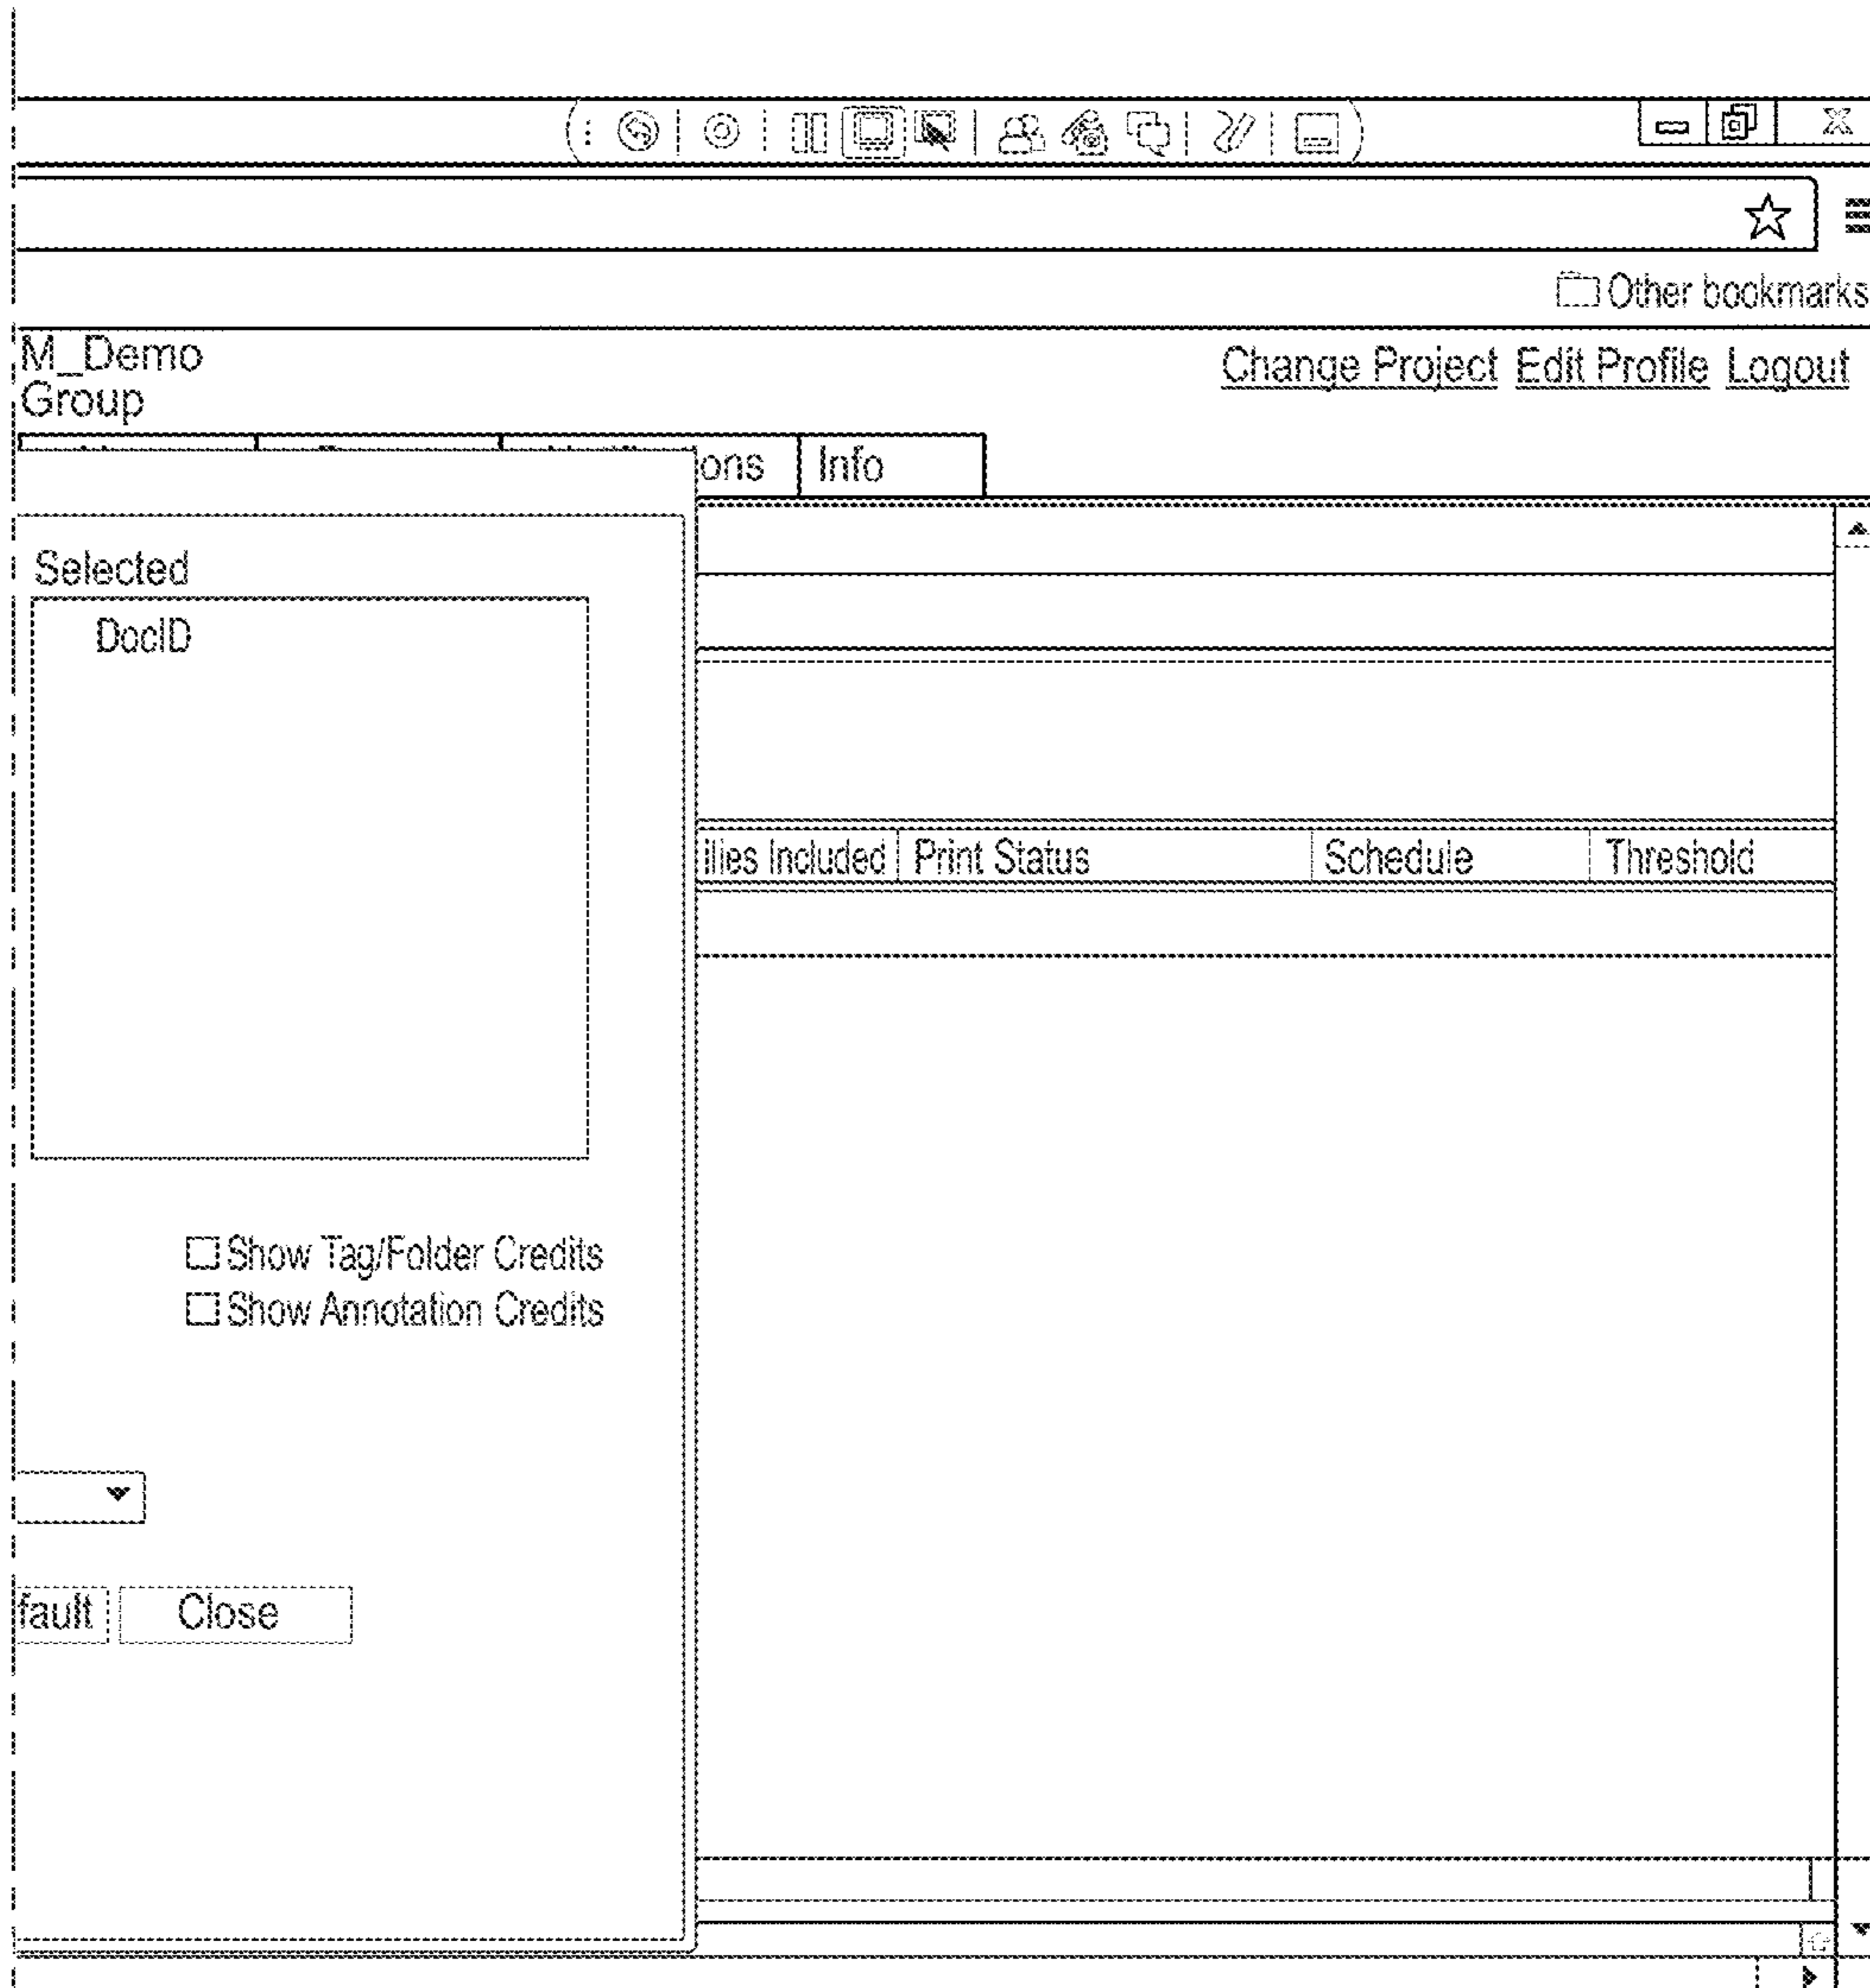 Other bookmarks
M_Demo
Group
Change Project Edit Profile Logout
ons Info
Selected
DocID
illies Included Print Status Schedule Threshold
Show Tag/Folder Credits
Show Annotation Credits
fault Close